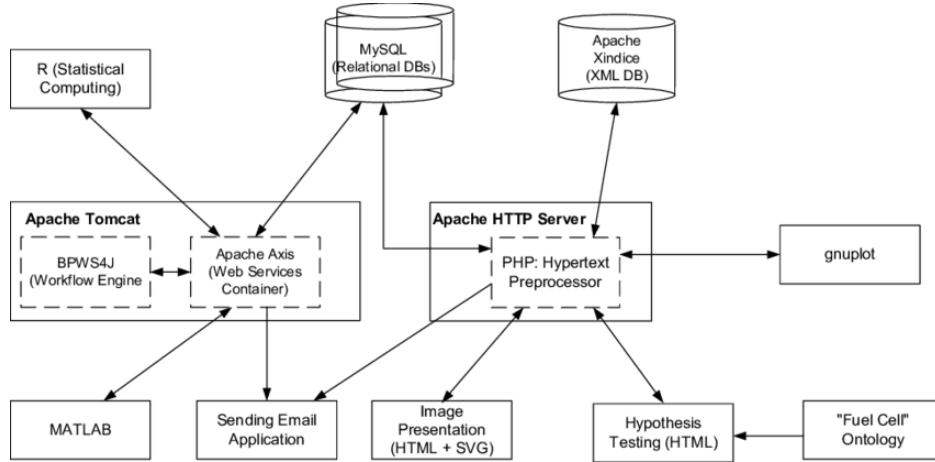 R (Statistical
Computing)
MySQL
(Relational DBs)
Apache
Xindice
(XML DB)
Apache Tomcat
BPWS4J
(Workflow Engine
Apache Axis
(Web Services
Container)
Apache HTTP Server
PHP: Hypertext
Preprocessor
gnuplot
MATLAB
Sending Email
Application
Image
Presentation
(HTML + SVG)
Hypothesis
Testing (HTML)
"Fuel Cell"
Ontology